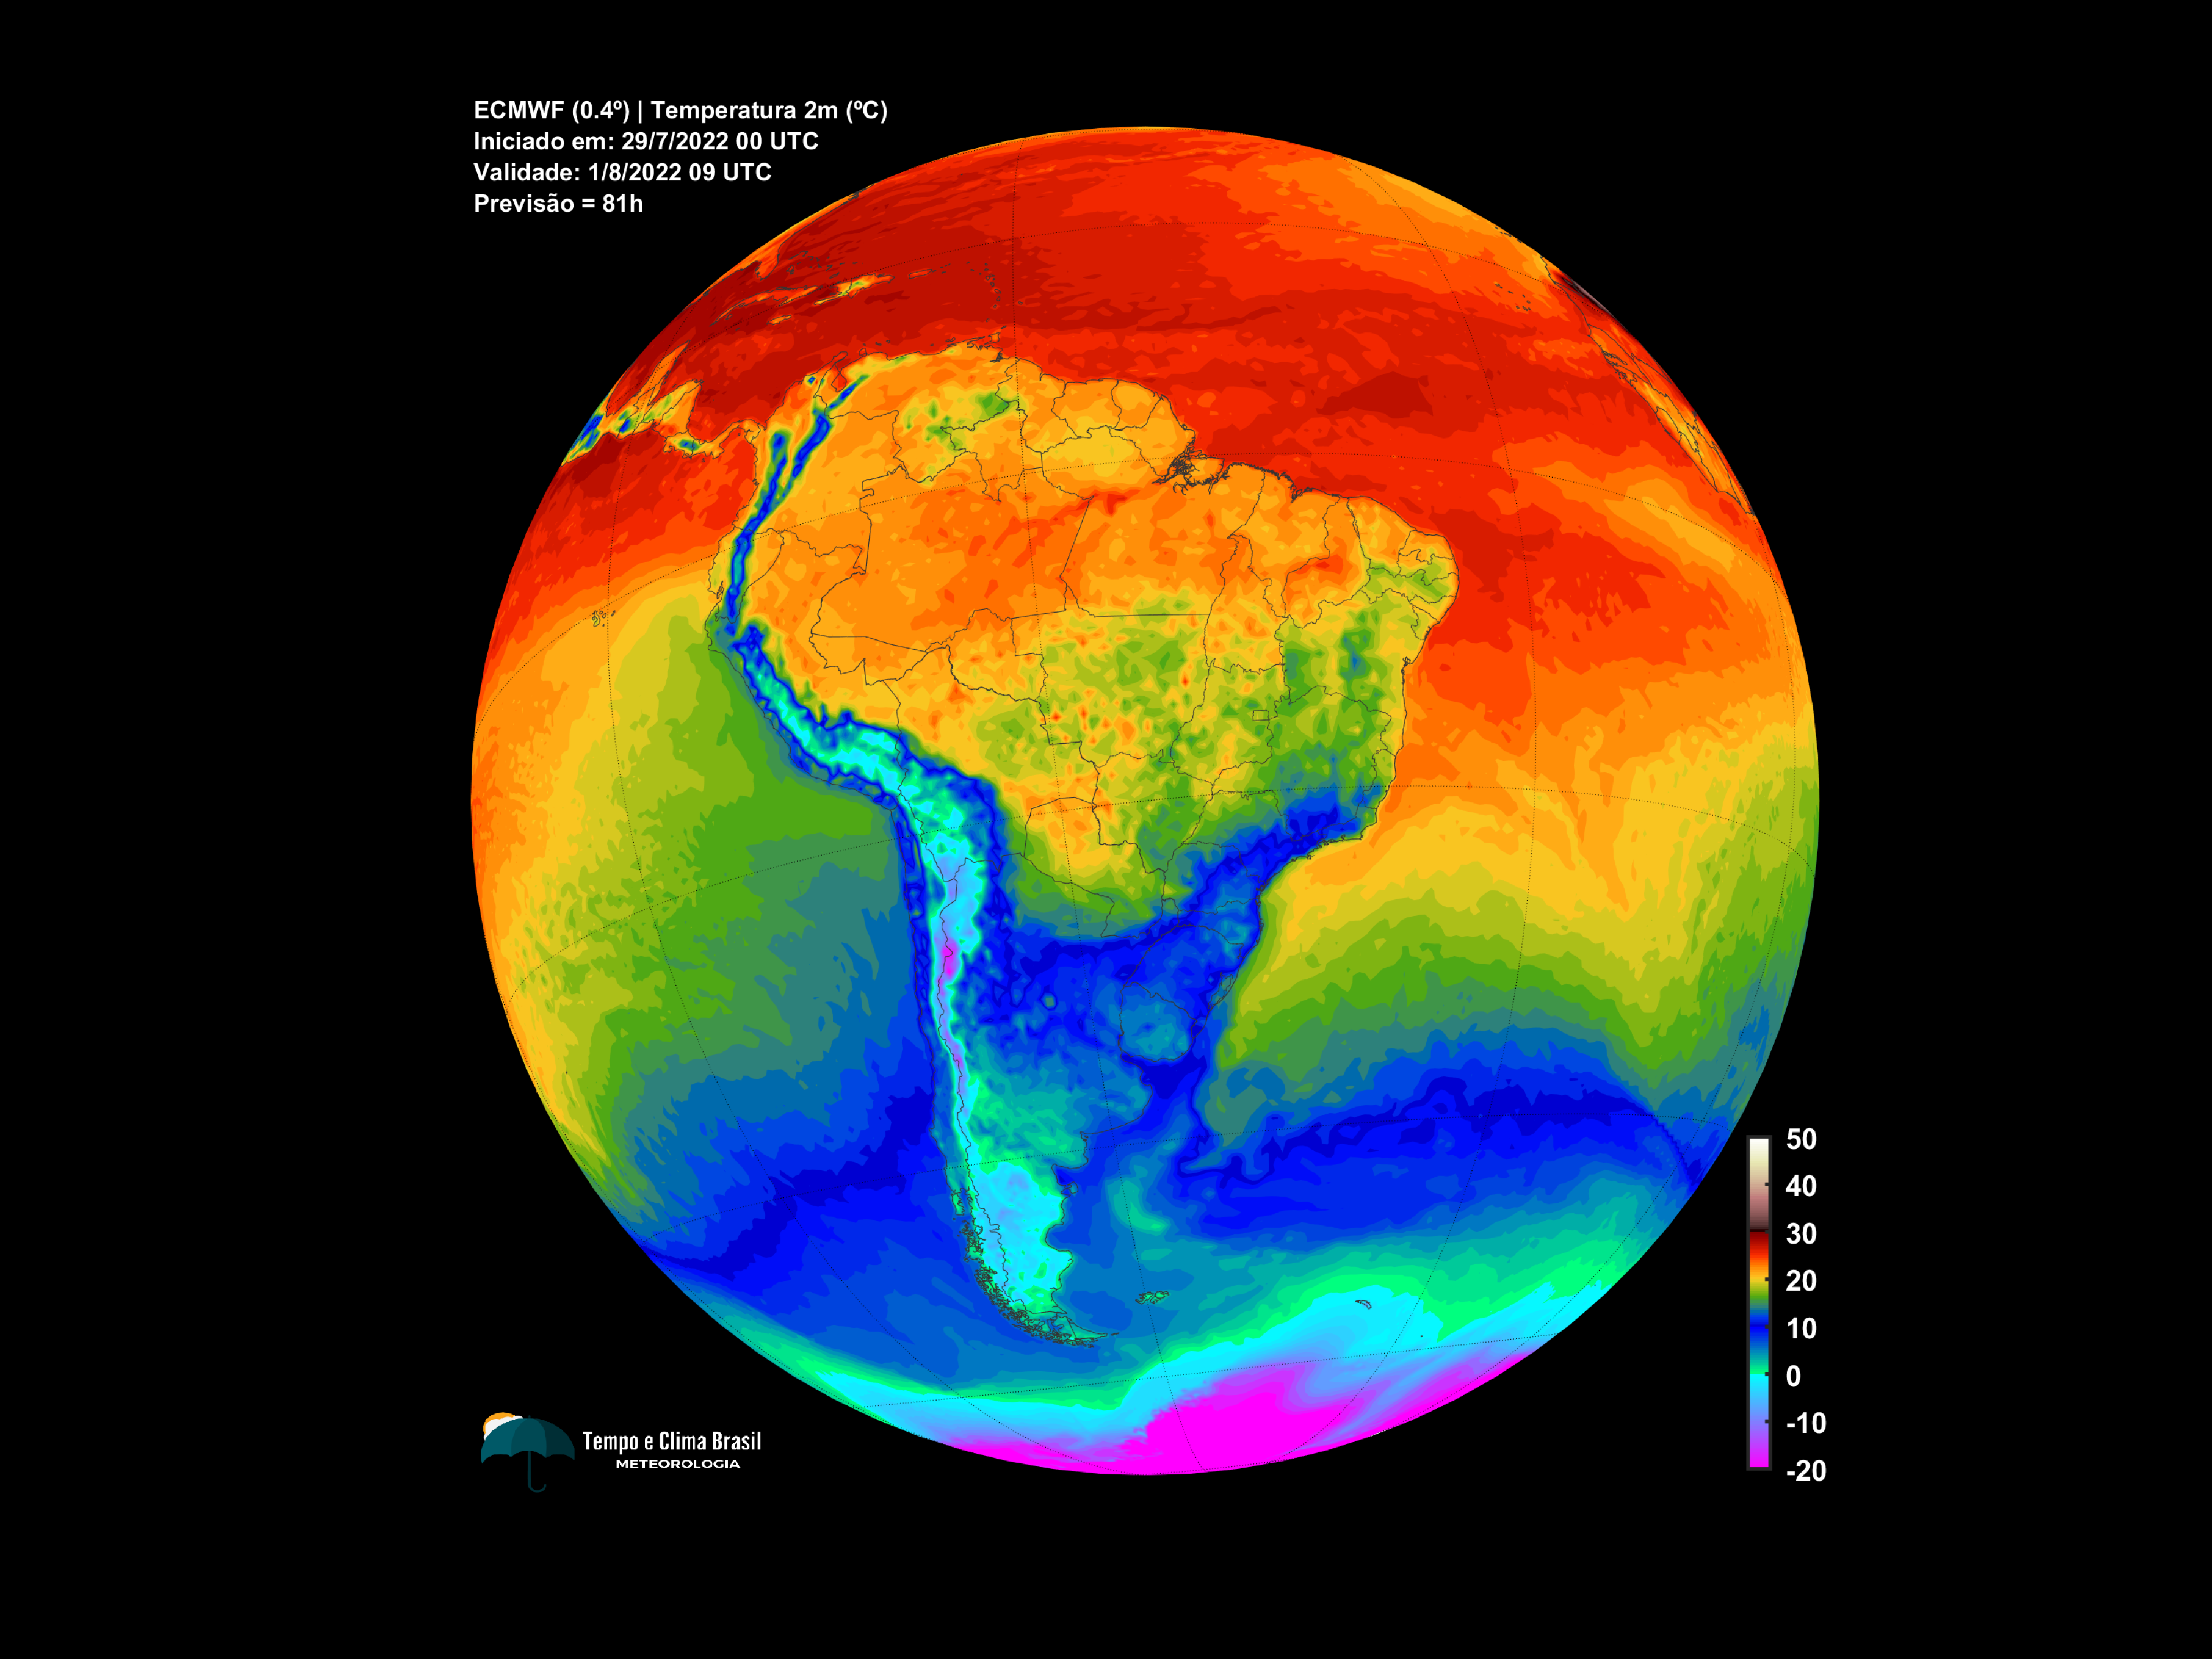 ECMWF (0.4º) | Temperatura 2m (ºC)
Iniciado em: 29/7/2022 00 UTC
Validade: 1/8/2022 09 UTC
Previsão = 81h
50
40
30
20
10
0
-10
-20
Tempo e Clima Brasil
METEOROLOGIA